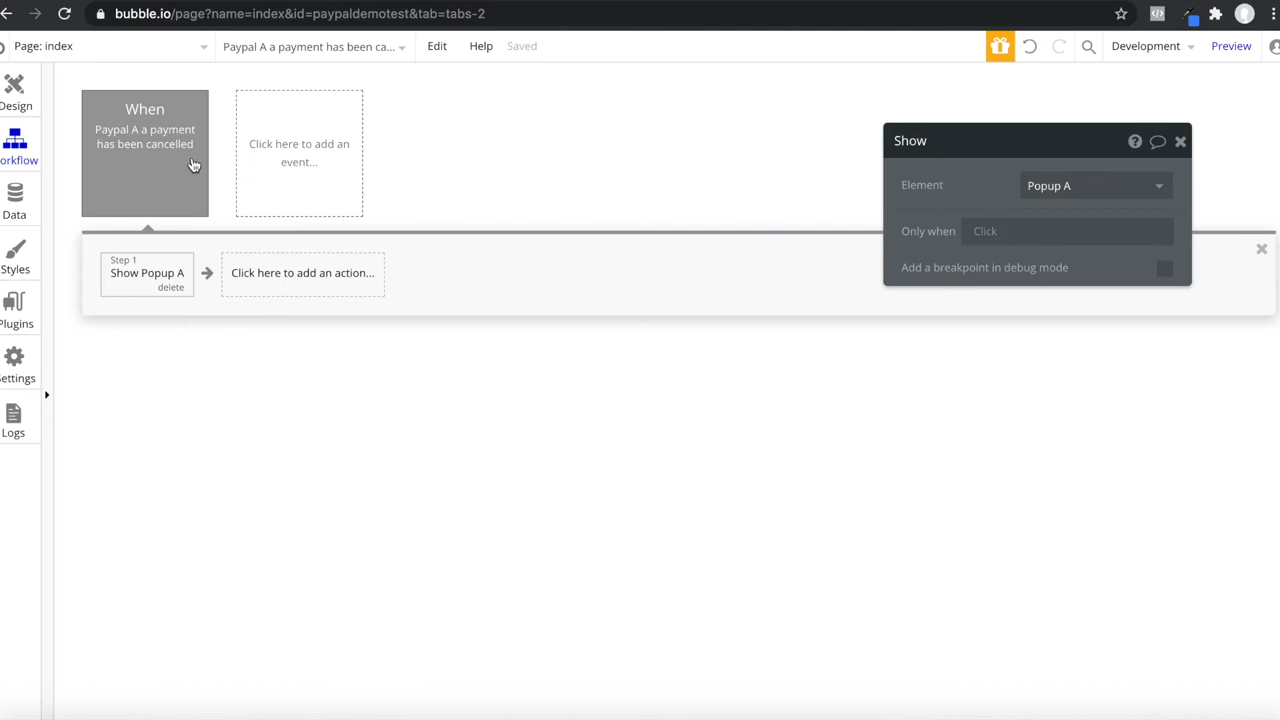 bubble.io/page?name=index&id=paypaldemotest&tab=tabs-2
Page: index
Paypal A a payment has been ca...
Edit
Help
Saved
Development
Preview
Design
orkflow
Data
Styles
Plugins
Settings
Logs
When
Paypal A a payment
has been cancelled
Click here to add an
event...
Step 1
Show Popup A
delete
Click here to add an action...
Show
Element
Popup A
Only when
Click
Add a breakpoint in debug mode